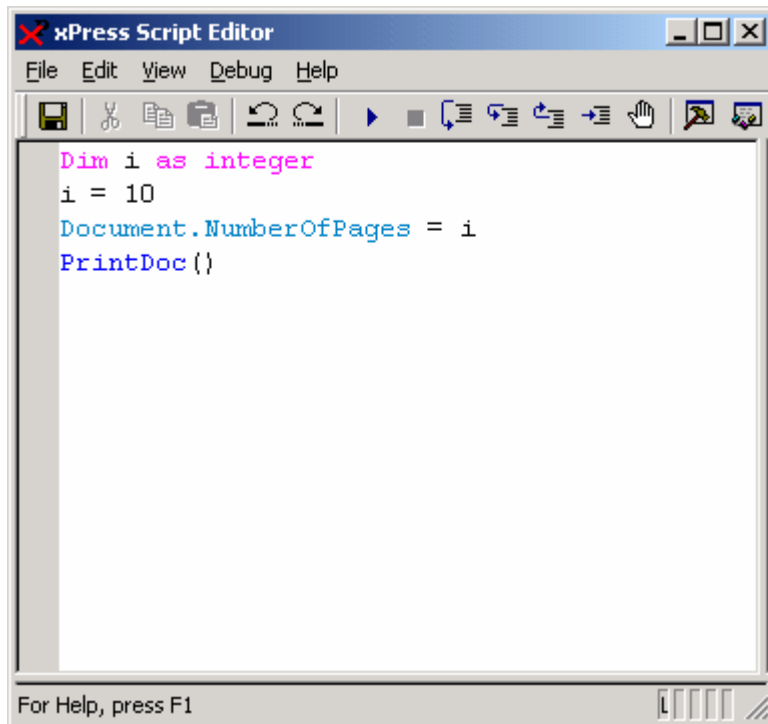 xPress Script Editor
File Edit View Debug Help
Dim i as integer
i = 10
Document.NumberOfPages = i
PrintDoc()
For Help, press F1
L